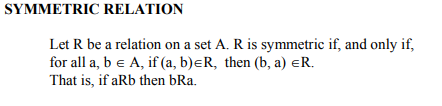 SYMMETRIC RELATION
Let R be a relation on a set A. R is symmetric if, and only if,
for all a, b ∈ A, if (a, b)∈R,  then (b, a) ∈R.
That is, if aRb then bRa.